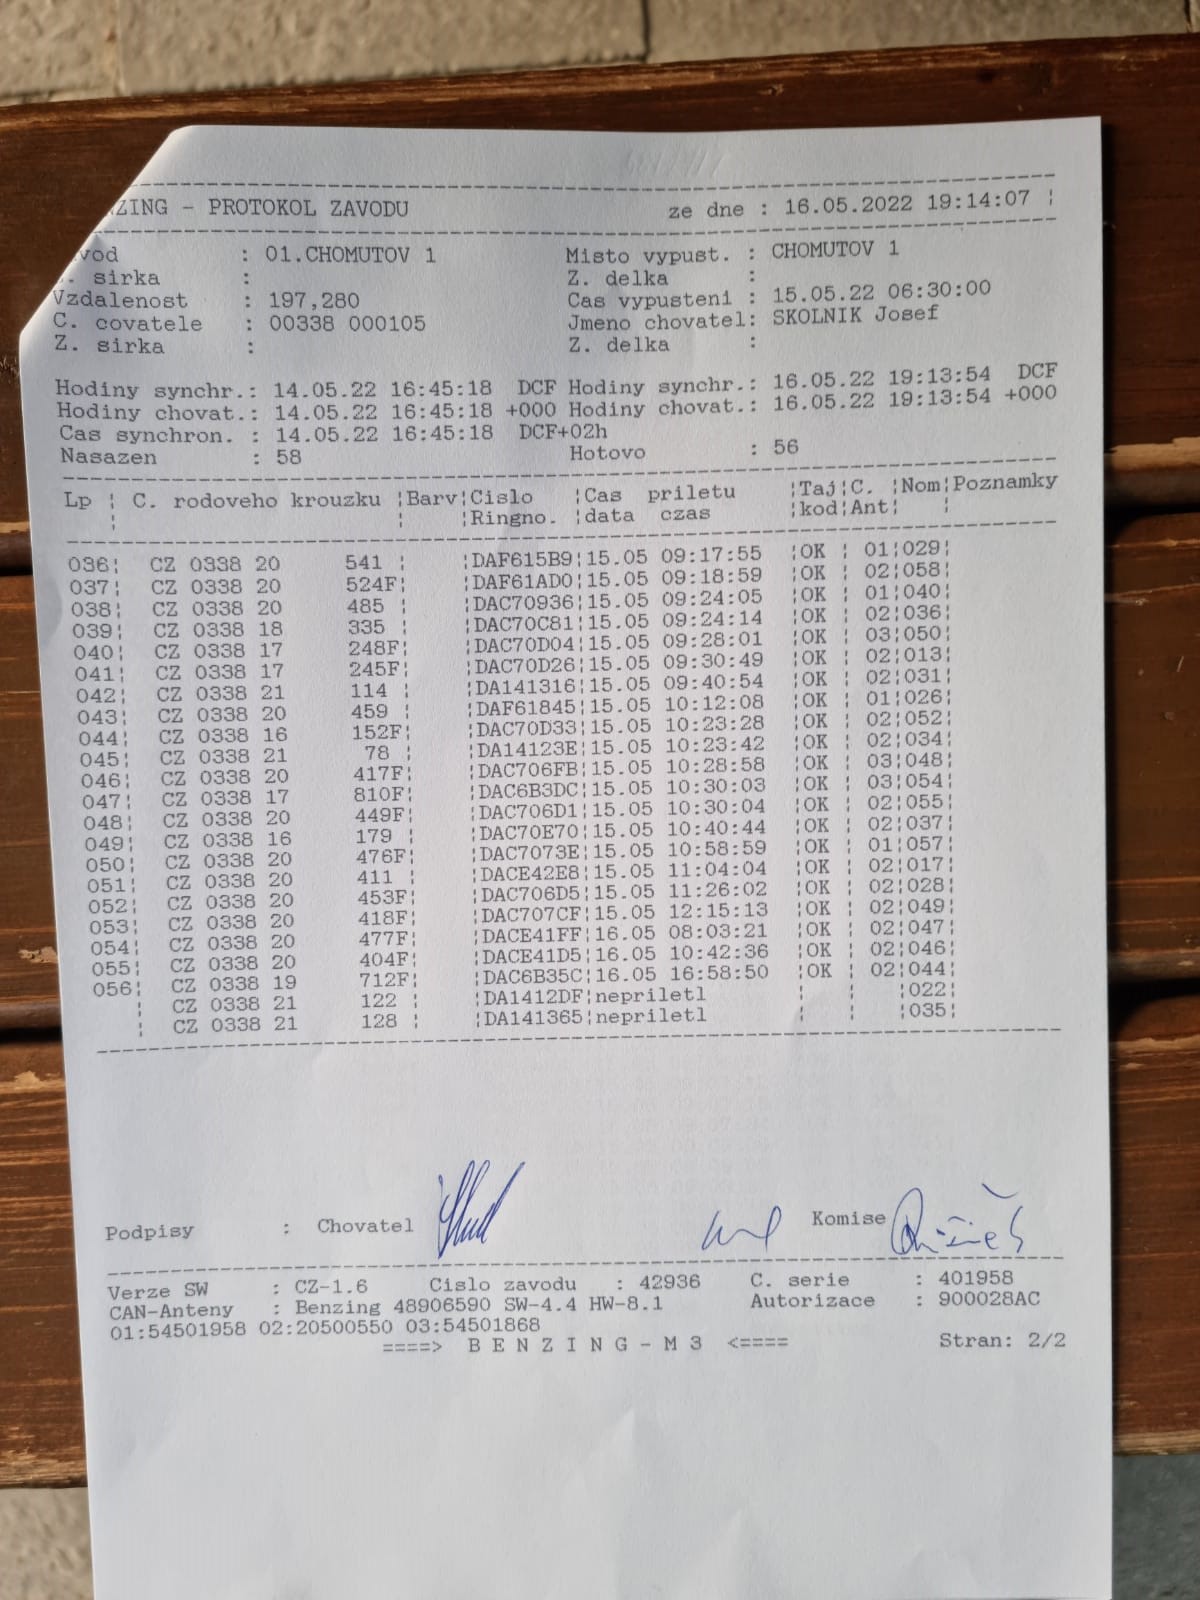 NZING - PROTOKOL ZAVODU ze dne : 16.05.2022 19:14:07
vod : 01.CHOMUTOV 1 Misto vypust. : CHOMUTOV 1
. sirka : Z. delka :
Vzdalenost : 197,280 Cas vypusteni : 15.05.22 06:30:00
C. covatele : 00338 000105 Jmeno chovatel: SKOLNIK Josef
Z. sirka : Z. delka :
Hodiny synchr.: 14.05.22 16:45:18 DCF Hodiny synchr.: 16.05.22 19:13:54 DCF
Hodiny chovat.: 14.05.22 16:45:18 +000 Hodiny chovat.: 16.05.22 19:13:54 +000
Cas synchron. : 14.05.22 16:45:18 DCF+02h
Nasazen : 58 Hotovo : 56
Lp ¦ C. rodoveho krouzku ¦Barv¦Cislo ¦Cas priletu ¦Taj¦C. ¦Nom¦Poznamky
¦ ¦ ¦Ringno. ¦data czas ¦kod¦Ant¦ ¦
036¦ CZ 0338 20 541 ¦ ¦DAF615B9¦15.05 09:17:55 ¦OK ¦ 01¦029¦
037¦ CZ 0338 20 524F¦ ¦DAF61AD0¦15.05 09:18:59 ¦OK ¦ 02¦058¦
038¦ CZ 0338 20 485 ¦ ¦DAC70936¦15.05 09:24:05 ¦OK ¦ 01¦040¦
039¦ CZ 0338 18 335 ¦ ¦DAC70C81¦15.05 09:24:14 ¦OK ¦ 02¦036¦
040¦ CZ 0338 17 248F¦ ¦DAC70D04¦15.05 09:28:01 ¦OK ¦ 03¦050¦
041¦ CZ 0338 17 245F¦ ¦DAC70D26¦15.05 09:30:49 ¦OK ¦ 02¦013¦
042¦ CZ 0338 21 114 ¦ ¦DA141316¦15.05 09:40:54 ¦OK ¦ 02¦031¦
043¦ CZ 0338 20 459 ¦ ¦DAF61845¦15.05 10:12:08 ¦OK ¦ 01¦026¦
044¦ CZ 0338 16 152F¦ ¦DAC70D33¦15.05 10:23:28 ¦OK ¦ 02¦052¦
045¦ CZ 0338 21 78 ¦ ¦DA14123E¦15.05 10:23:42 ¦OK ¦ 02¦034¦
046¦ CZ 0338 20 417F¦ ¦DAC706FB¦15.05 10:28:58 ¦OK ¦ 03¦048¦
047¦ CZ 0338 17 810F¦ ¦DAC6B3DC¦15.05 10:30:03 ¦OK ¦ 03¦054¦
048¦ CZ 0338 20 449F¦ ¦DAC706D1¦15.05 10:30:04 ¦OK ¦ 02¦055¦
049¦ CZ 0338 16 179 ¦ ¦DAC70E70¦15.05 10:40:44 ¦OK ¦ 02¦037¦
050¦ CZ 0338 20 476F¦ ¦DAC7073E¦15.05 10:58:59 ¦OK ¦ 01¦057¦
051¦ CZ 0338 20 411 ¦ ¦DACE42E8¦15.05 11:04:04 ¦OK ¦ 02¦017¦
052¦ CZ 0338 20 453F¦ ¦DAC706D5¦15.05 11:26:02 ¦OK ¦ 02¦028¦
053¦ CZ 0338 20 418F¦ ¦DAC707CF¦15.05 12:15:13 ¦OK ¦ 02¦049¦
054¦ CZ 0338 20 477F¦ ¦DACE41FF¦16.05 08:03:21 ¦OK ¦ 02¦047¦
055¦ CZ 0338 20 404F¦ ¦DACE41D5¦16.05 10:42:36 ¦OK ¦ 02¦046¦
056¦ CZ 0338 19 712F¦ ¦DAC6B35C¦16.05 16:58:50 ¦OK ¦ 02¦044¦
¦ CZ 0338 21 122 ¦ ¦DA1412DF¦nepriletl ¦ ¦ ¦022¦
¦ CZ 0338 21 128 ¦ ¦DA141365¦nepriletl ¦ ¦ ¦035¦
Podpisy : Chovatel Komise
Verze SW : CZ-1.6 Cislo zavodu : 42936 C. serie : 401958
CAN-Anteny : Benzing 48906590 SW-4.4 HW-8.1 Autorizace : 900028AC
01:54501958 02:20500550 03:54501868
====> B E N Z I N G - M 3 <==== Stran: 2/2